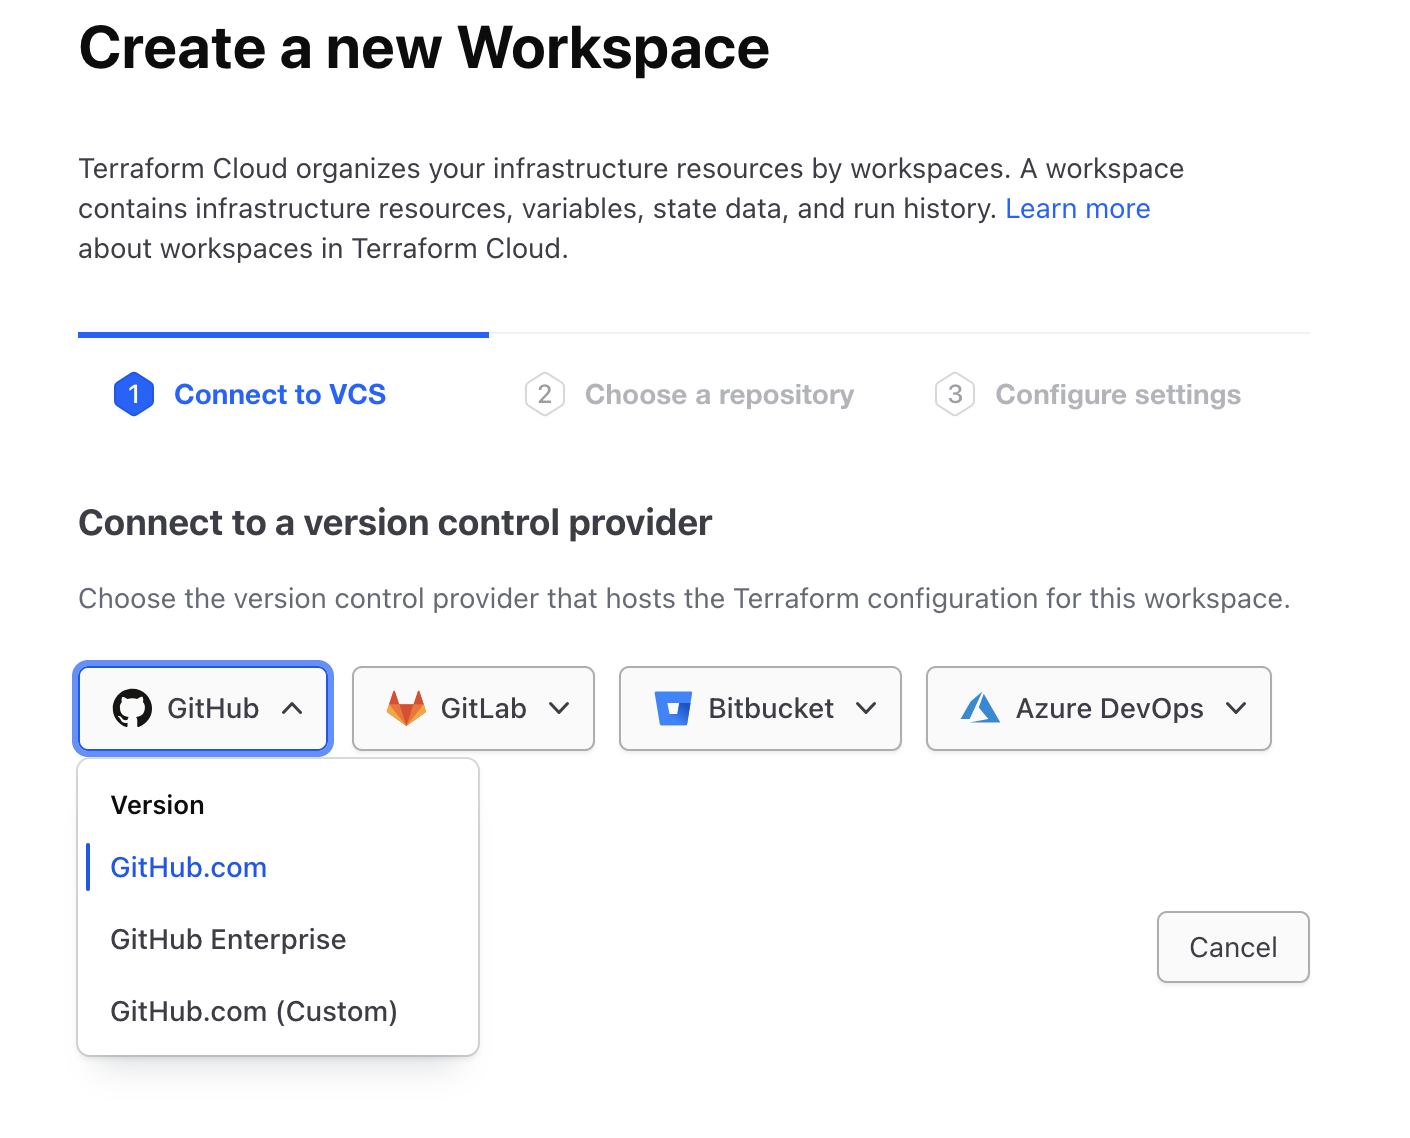 Create a new Workspace
Terraform Cloud organizes your infrastructure resources by workspaces. A workspace
contains infrastructure resources, variables, state data, and run history. Learn more
about workspaces in Terraform Cloud.
1 Connect to VCS
2 Choose a repository
3 Configure settings
Connect to a version control provider
Choose the version control provider that hosts the Terraform configuration for this workspace.
GitHub
GitLab
Bitbucket
Azure DevOps
Version
GitHub.com
GitHub Enterprise
GitHub.com (Custom)
Cancel